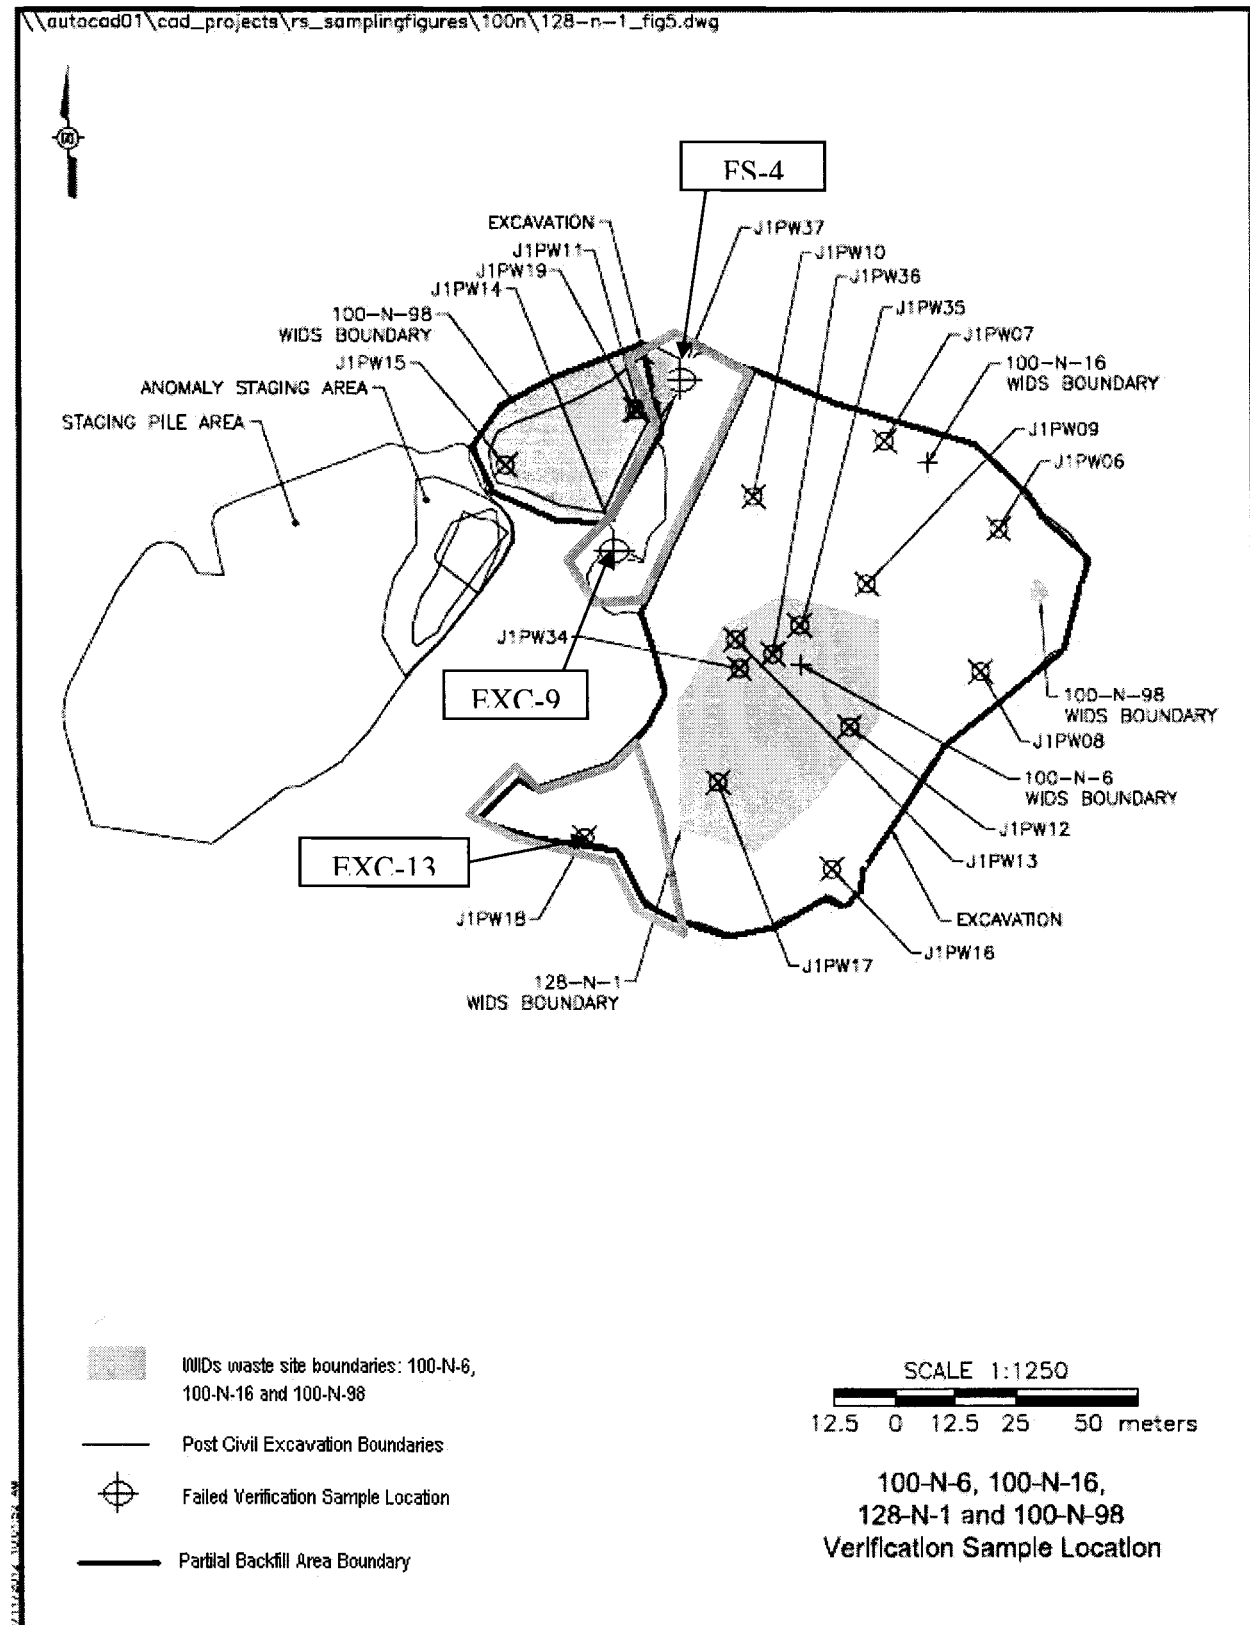 \\autocad01\cad_projects\rs_samplingfigures\100n\128-n-1_fig5.dwg
FS-4
EXCAVATION
J1PW37
J1PW11
J1PW10
J1PW19
J1PW36
J1PW14
J1PW35
100-N-98
WIDS BOUNDARY
J1PW07
J1PW15
100-N-16
WIDS BOUNDARY
ANOMALY STAGING AREA
STAGING PILE AREA
J1PW09
J1PW06
J1PW34
EXC-9
100-N-98
WIDS BOUNDARY
J1PW08
100-N-6
WIDS BOUNDARY
J1PW12
EXC-13
J1PW13
J1PW18
EXCAVATION
J1PW16
J1PW17
128-N-1
WIDS BOUNDARY
WIDs waste site boundaries: 100-N-6,
100-N-16 and 100-N-98
Post Civil Excavation Boundaries
Failed Verification Sample Location
Partilal Backfill Area Boundary
SCALE 1:1250
12.5 0 12.5 25 50 meters
100-N-6, 100-N-16,
128-N-1 and 100-N-98
Verification Sample Location